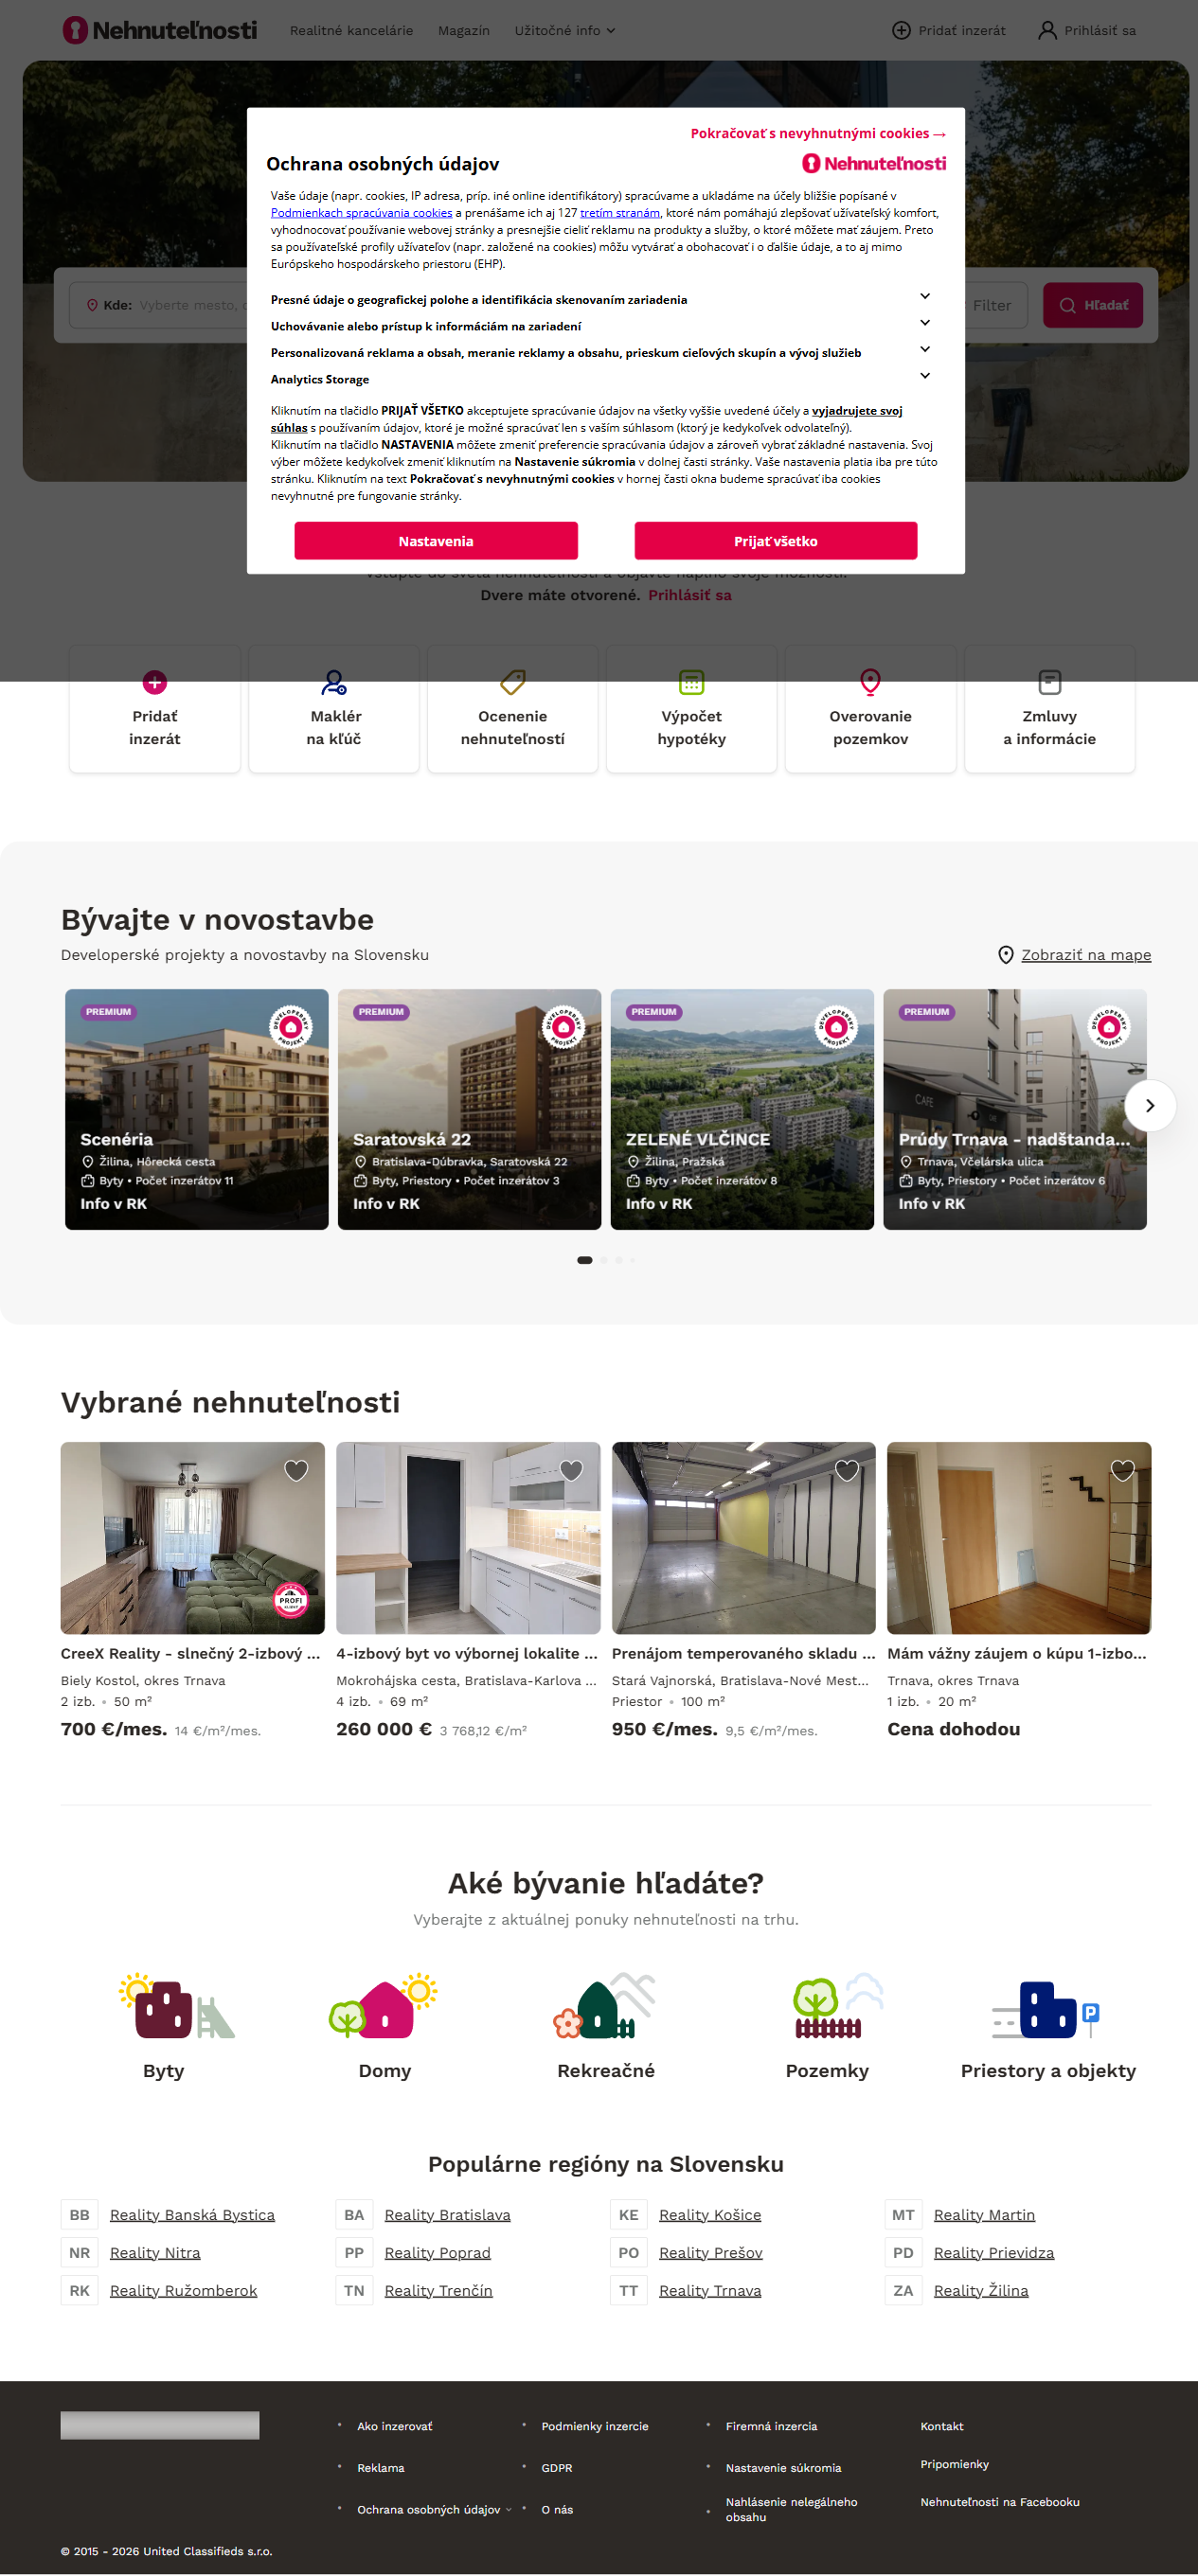 Nehnuteľnosti Realitné kancelárie Magazín Užitočné info Pridať inzerát Prihlásiť sa
Pokračovať s nevyhnutnými cookies →
Ochrana osobných údajov
Nehnuteľnosti
Vaše údaje (napr. cookies, IP adresa, príp. iné online identifikátory) spracúvame a ukladáme na účely bližšie popísané v
Podmienkach spracúvania cookies a prenášame ich aj 127 tretím stranám, ktoré nám pomáhajú zlepšovať užívateľský komfort,
vyhodnocovať používanie webovej stránky a presnejšie cieliť reklamu na produkty a služby, o ktoré môžete mať záujem. Preto
sa používateľské profily užívateľov (napr. založené na cookies) môžu vytvárať a obohacovať i o ďalšie údaje, a to aj mimo
Európskeho hospodárskeho priestoru (EHP).
Presné údaje o geografickej polohe a identifikácia skenovaním zariadenia
Kde: Vyberte mesto,
Filter
Hľadať
Uchovávanie alebo prístup k informáciám na zariadení
Personalizovaná reklama a obsah, meranie reklamy a obsahu, prieskum cieľových skupín a vývoj služieb
Analytics Storage
Kliknutím na tlačidlo PRIJAŤ VŠETKO akceptujete spracúvanie údajov na všetky vyššie uvedené účely a vyjadrujete svoj
súhlas s používaním údajov, ktoré je možné spracúvať len s vaším súhlasom (ktorý je kedykoľvek odvolateľný).
Kliknutím na tlačidlo NASTAVENIA môžete zmeniť preferencie spracúvania údajov a zároveň vybrať základné nastavenia. Svoj
výber môžete kedykoľvek zmeniť kliknutím na Nastavenie súkromia v dolnej časti stránky. Vaše nastavenia platia iba pre túto
stránku. Kliknutím na text Pokračovať s nevyhnutnými cookies v hornej časti okna budeme spracúvať iba cookies
nevyhnutné pre fungovanie stránky.
Nastavenia
Prijať všetko
Vstúpte do sveta nehnuteľností a objavte naplno svoje možnosti.
Dvere máte otvorené. Prihlásiť sa
Pridať
inzerát
Maklér
na kľúč
Ocenenie
nehnuteľností
Výpočet
hypotéky
Overovanie
pozemkov
Zmluvy
a informácie
Bývajte v novostavbe
Developerské projekty a novostavby na Slovensku
Zobraziť na mape
PREMIUM
DEVELOPERSKÝ PROJEKT
Scenéria
Žilina, Hôrecká cesta
Byty • Počet inzerátov 11
Info v RK
PREMIUM
DEVELOPERSKÝ PROJEKT
Saratovská 22
Bratislava-Dúbravka, Saratovská 22
Byty, Priestory • Počet inzerátov 3
Info v RK
PREMIUM
DEVELOPERSKÝ PROJEKT
ZELENÉ VLČINCE
Žilina, Pražská
Byty • Počet inzerátov 8
Info v RK
PREMIUM
DEVELOPERSKÝ PROJEKT
CAFE
Prúdy Trnava - nadštanda...
Trnava, Včelárska ulica
Byty, Priestory • Počet inzerátov 6
Info v RK
Vybrané nehnuteľnosti
PROFI
CreeX Reality - slnečný 2-izbový ...
Biely Kostol, okres Trnava
2 izb. • 50 m²
700 €/mes. 14 €/m²/mes.
4-izbový byt vo výbornej lokalite ...
Mokrohájska cesta, Bratislava-Karlova ...
4 izb. • 69 m²
260 000 € 3 768,12 €/m²
Prenájom temperovaného skladu ...
Stará Vajnorská, Bratislava-Nové Mest...
Priestor • 100 m²
950 €/mes. 9,5 €/m²/mes.
Mám vážny záujem o kúpu 1-izbo...
Trnava, okres Trnava
1 izb. • 20 m²
Cena dohodou
Aké bývanie hľadáte?
Vyberajte z aktuálnej ponuky nehnuteľnosti na trhu.
P
Byty
Domy
Rekreačné
Pozemky
Priestory a objekty
Populárne regióny na Slovensku
BB Reality Banská Bystica
BA Reality Bratislava
KE Reality Košice
MT Reality Martin
NR Reality Nitra
PP Reality Poprad
PO Reality Prešov
PD Reality Prievidza
RK Reality Ružomberok
TN Reality Trenčín
TT Reality Trnava
ZA Reality Žilina
• Ako inzerovať
• Podmienky inzercie
• Firemná inzercia
Kontakt
• Reklama
• GDPR
• Nastavenie súkromia
Pripomienky
• Ochrana osobných údajov
• O nás
• Nahlásenie nelegálneho
obsahu
Nehnuteľnosti na Facebooku
© 2015 - 2026 United Classifieds s.r.o.